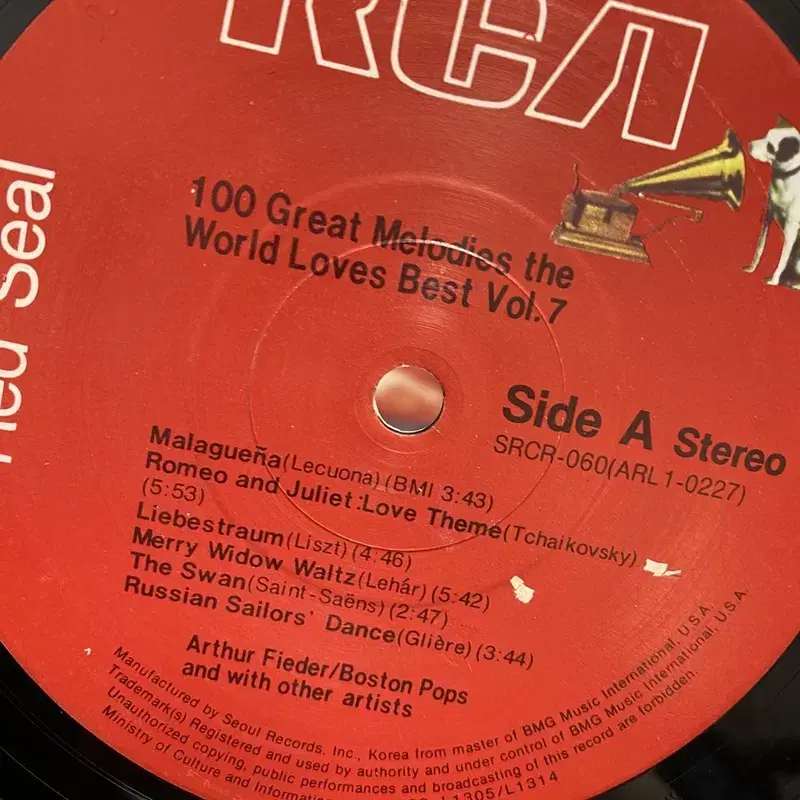 RCA
Red Seal
100 Great Melodies the
World Loves Best Vol.7
Side A Stereo
SRCR-060(ARL1-0227)
Malagueña(Lecuona)(BMI 3:43)
Romeo and Juliet:Love Theme(Tchaikovsky)
(5:53)
Liebestraum(Liszt)(4:46)
Merry Widow Waltz(Lehár)(5:42)
The Swan(Saint-Saëns)(2:47)
Russian Sailors' Dance(Glière)(3:44)
Arthur Fieder/Boston Pops
and with other artists
Manufactured by Seoul Records, Inc., Korea from master of BMG Music International, U.S.A.
Trademark(s) Registered and used by authority and under control of BMG Music International, U.S.A.
Unauthorized copying, public performances and broadcasting of this record are forbidden.
Ministry of Culture and Information L1305/L1314